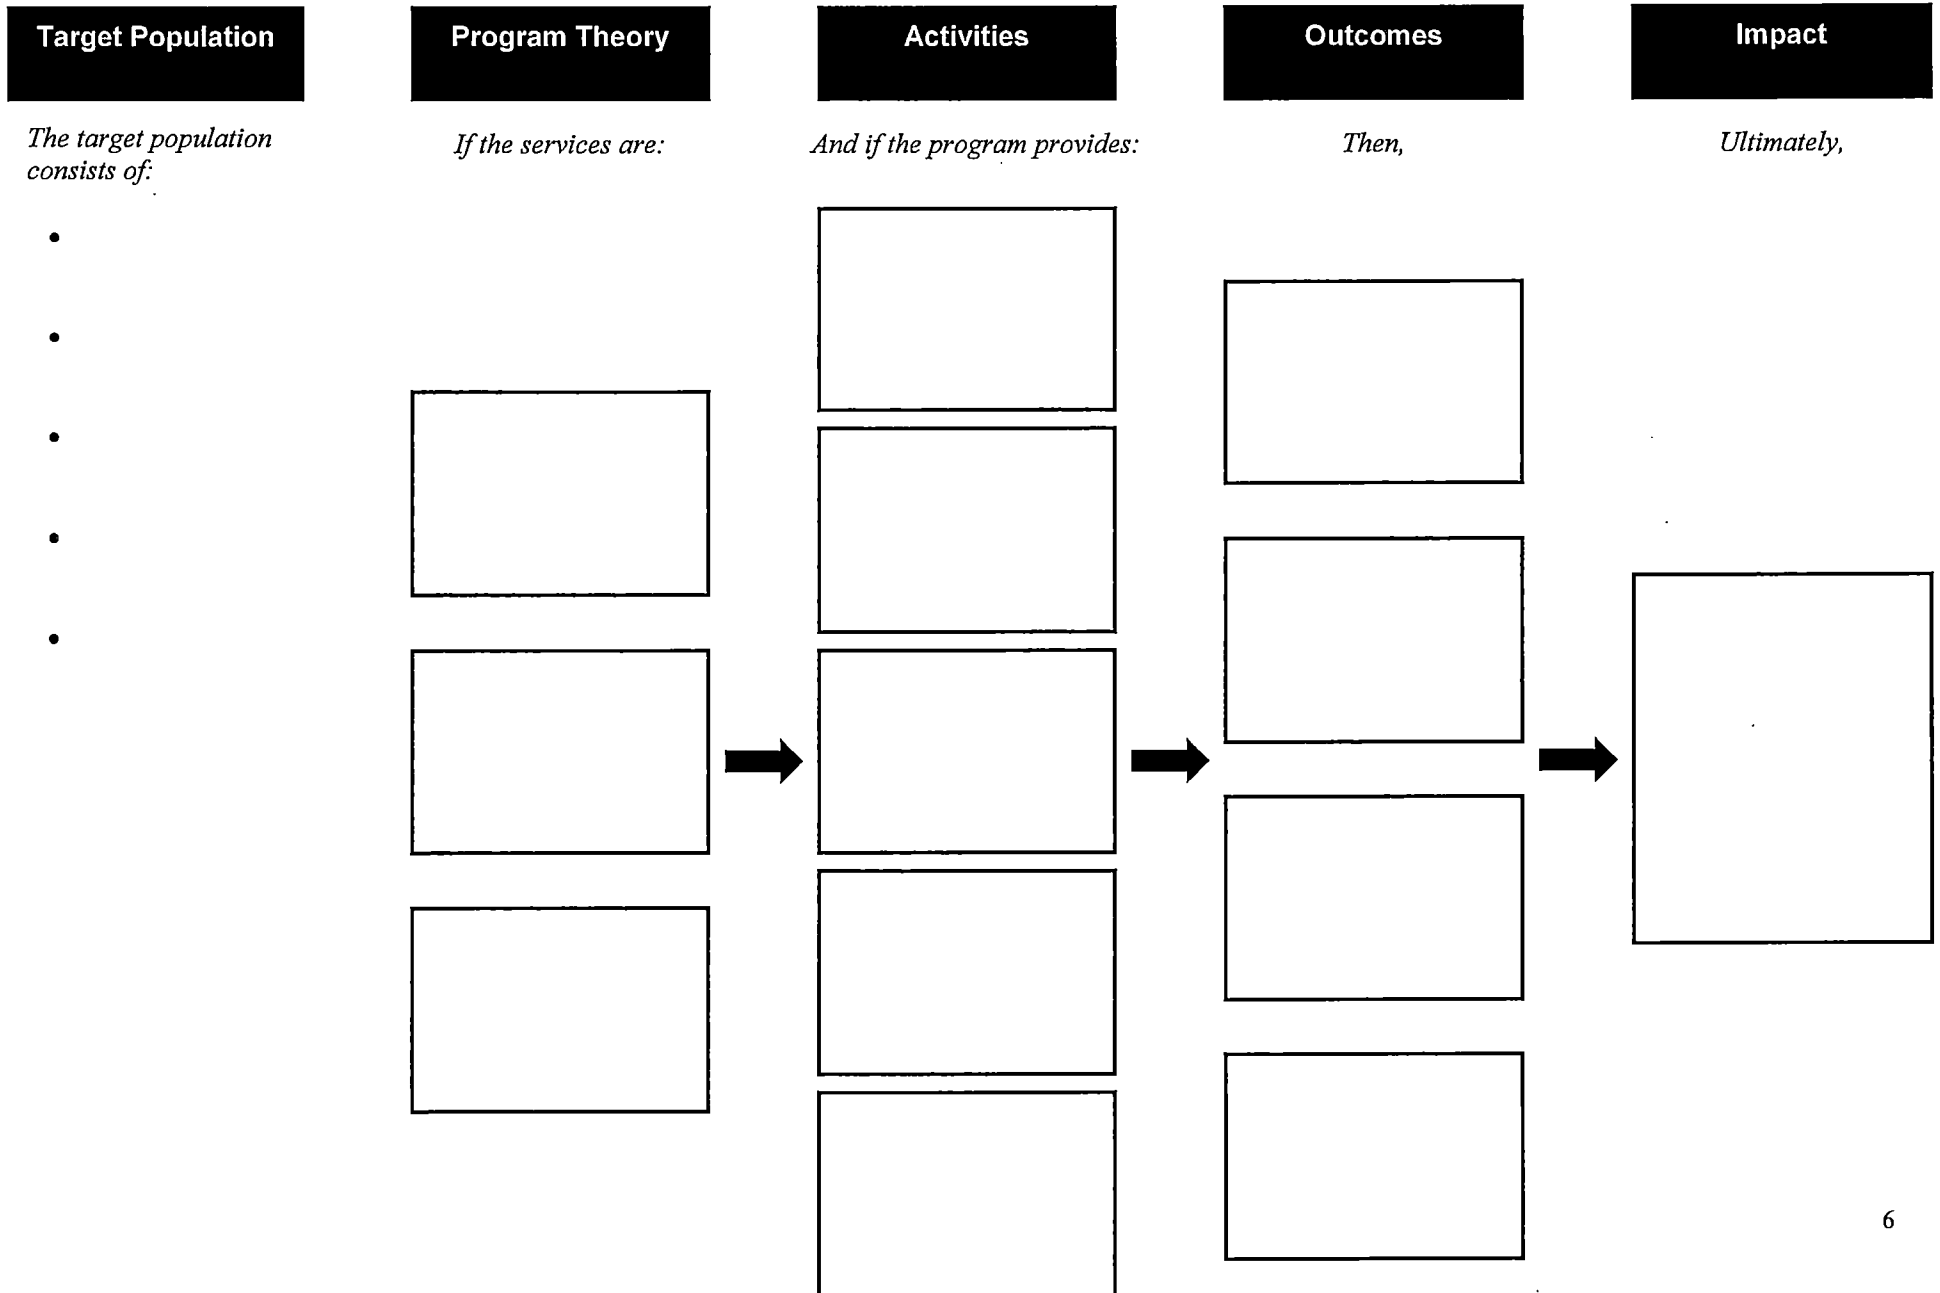 Target Population
Program Theory
Activities
Outcomes
Impact
The target population
consists of:
If the services are:
And if the program provides:
Then,
Ultimately,
•
•
•
•
•
6